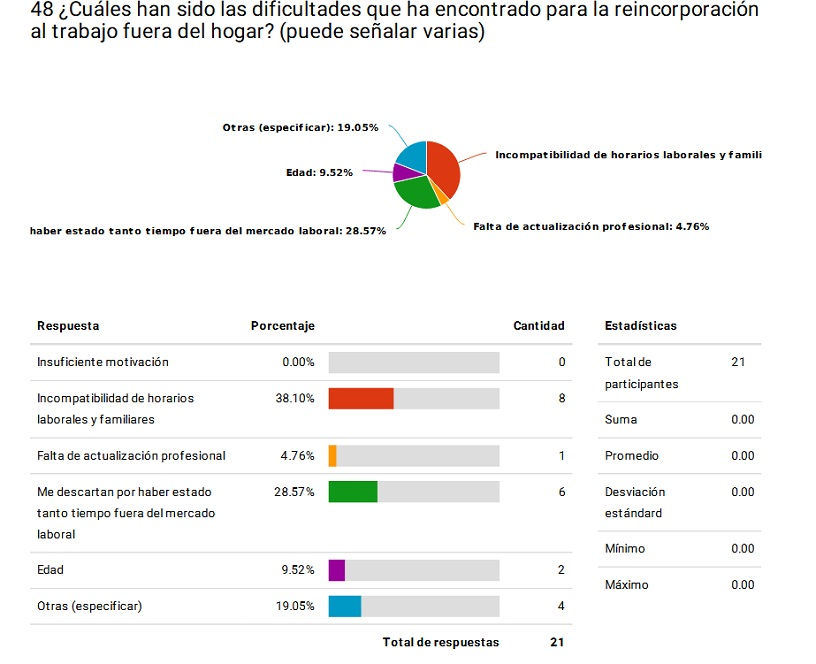 48 ¿Cuáles han sido las dificultades que ha encontrado para la reincorporación
al trabajo fuera del hogar? (puede señalar varias)
Otras (especificar): 19.05%
Incompatibilidad de horarios laborales y famili
Edad: 9.52%
haber estado tanto tiempo fuera del mercado laboral: 28.57%
Falta de actualización profesional: 4.76%
Respuesta Porcentaje Cantidad
Insuficiente motivación 0.00% 0
Incompatibilidad de horarios 38.10% 8
laborales y familiares
Falta de actualización profesional 4.76% 1
Me descartan por haber estado 28.57% 6
tanto tiempo fuera del mercado
laboral
Edad 9.52% 2
Otras (especificar) 19.05% 4
Total de respuestas 21
Estadísticas
Total de 21
participantes
Suma 0.00
Promedio 0.00
Desviación 0.00
estándard
Mínimo 0.00
Máximo 0.00